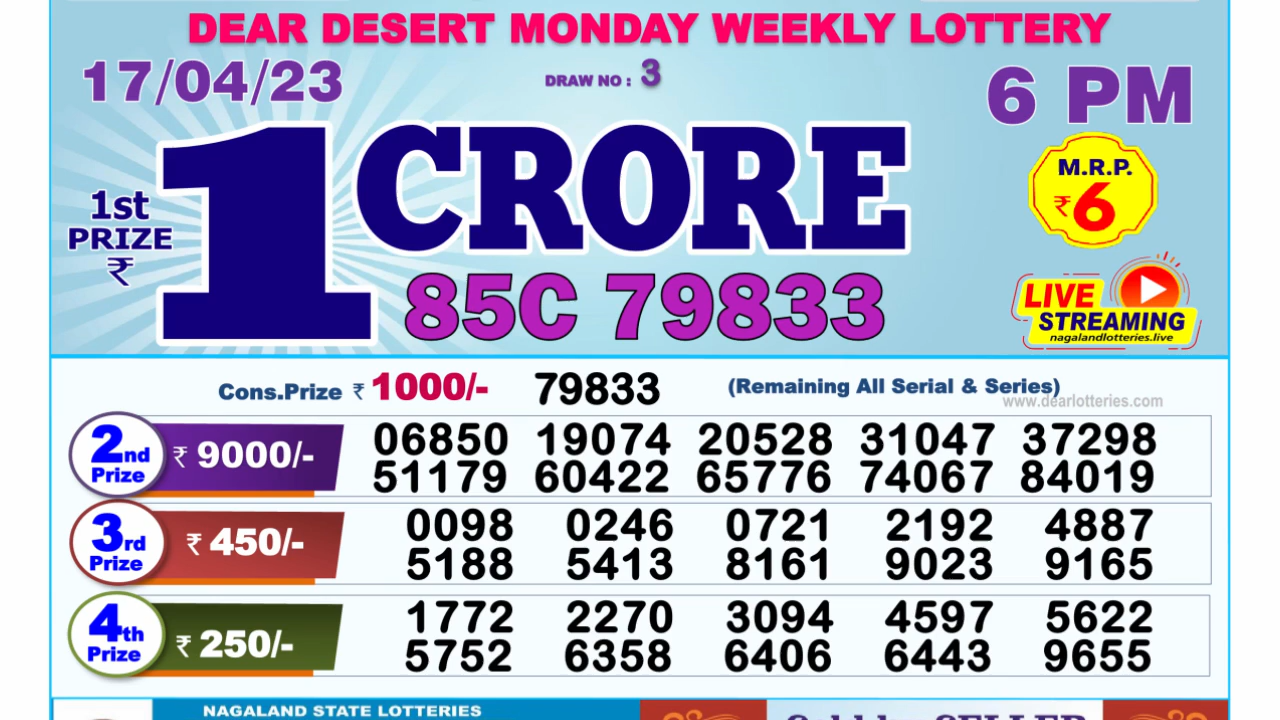 DEAR DESERT MONDAY WEEKLY LOTTERY
17/04/23 DRAW NO : 3 6 PM
1st PRIZE ₹ 1 CRORE
M.R.P. ₹6
85C 79833
LIVE STREAMING
nagalandlotteries.live
Cons.Prize ₹ 1000/- 79833 (Remaining All Serial & Series)
www.dearlotteries.com
2nd Prize ₹ 9000/-
06850 19074 20528 31047 37298
51179 60422 65776 74067 84019
3rd Prize ₹ 450/-
0098 0246 0721 2192 4887
5188 5413 8161 9023 9165
4th Prize ₹ 250/-
1772 2270 3094 4597 5622
5752 6358 6406 6443 9655
NAGALAND STATE LOTTERIES
SELLER